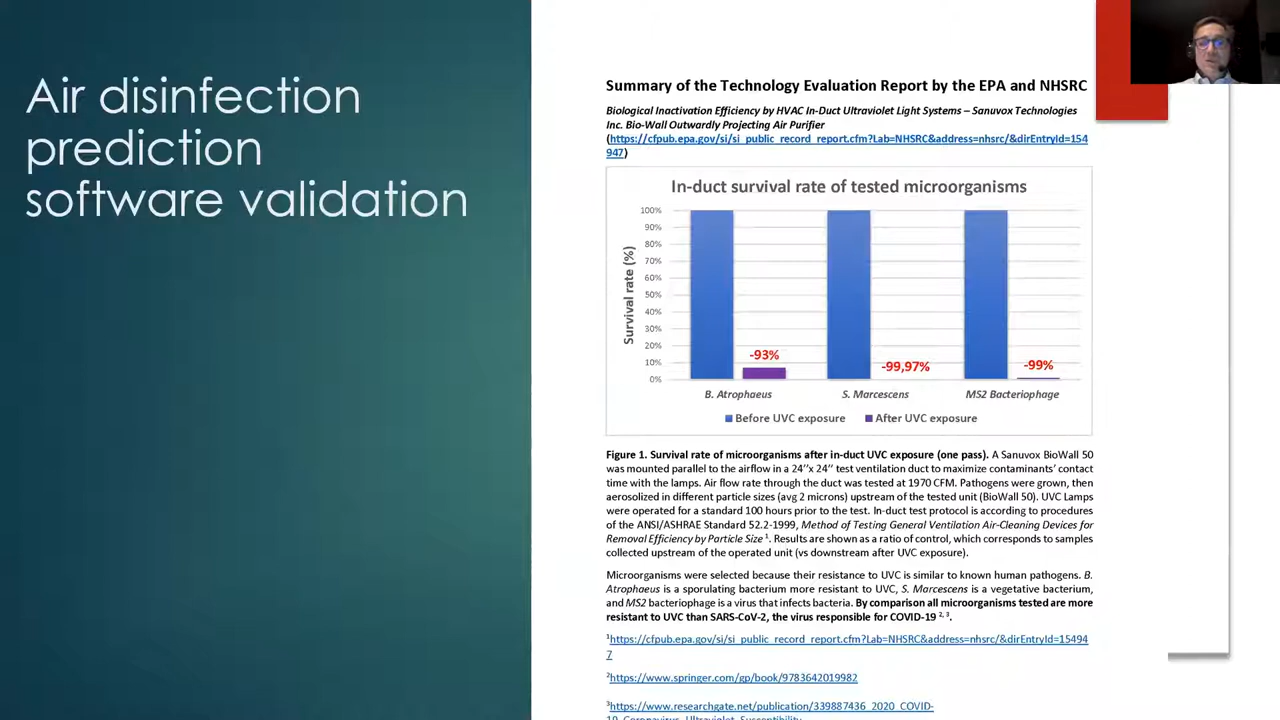 Air disinfection
prediction
software validation
Summary of the Technology Evaluation Report by the EPA and NHSRC
Biological Inactivation Efficiency by HVAC In-Duct Ultraviolet Light Systems – Sanuvox Technologies
Inc. Bio-Wall Outwardly Projecting Air Purifier
(https://cfpub.epa.gov/si/si_public_record_report.cfm?Lab=NHSRC&address=nhsrc/&dirEntryId=154
947)
In-duct survival rate of tested microorganisms
Survival rate (%)
100%
90%
80%
70%
60%
50%
40%
30%
20%
10%
0%
-93%
-99,97%
-99%
B. Atrophaeus
S. Marcescens
MS2 Bacteriophage
Before UVC exposure
After UVC exposure
Figure 1. Survival rate of microorganisms after in-duct UVC exposure (one pass). A Sanuvox BioWall 50
was mounted parallel to the airflow in a 24’’x 24’’ test ventilation duct to maximize contaminants’ contact
time with the lamps. Air flow rate through the duct was tested at 1970 CFM. Pathogens were grown, then
aerosolized in different particle sizes (avg 2 microns) upstream of the tested unit (BioWall 50). UVC Lamps
were operated for a standard 100 hours prior to the test. In-duct test protocol is according to procedures
of the ANSI/ASHRAE Standard 52.2-1999, Method of Testing General Ventilation Air-Cleaning Devices for
Removal Efficiency by Particle Size 1. Results are shown as a ratio of control, which corresponds to samples
collected upstream of the operated unit (vs downstream after UVC exposure).
Microorganisms were selected because their resistance to UVC is similar to known human pathogens. B.
Atrophaeus is a sporulating bacterium more resistant to UVC, S. Marcescens is a vegetative bacterium,
and MS2 bacteriophage is a virus that infects bacteria. By comparison all microorganisms tested are more
resistant to UVC than SARS-CoV-2, the virus responsible for COVID-19 2, 3.
1https://cfpub.epa.gov/si/si_public_record_report.cfm?Lab=NHSRC&address=nhsrc/&dirEntryId=15494
7
2https://www.springer.com/gp/book/9783642019982
3https://www.researchgate.net/publication/339887436_2020_COVID-
19_Coronavirus_Ultraviolet_Susceptibility